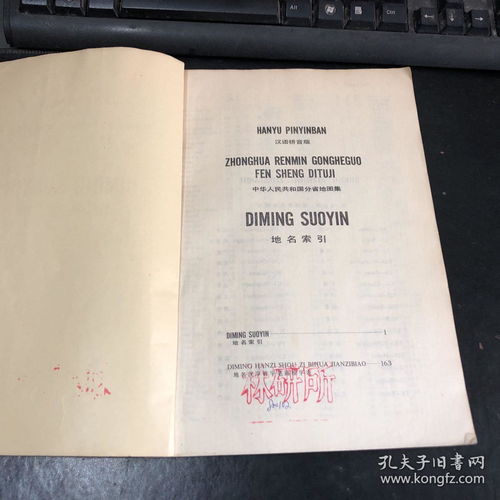 HANYU PINYINBAN
汉语拼音版
ZHONGHUA RENMIN GONGHEGUO
FEN SHENG DITUJI
中华人民共和国分省地图集
DIMING SUOYIN
地名索引
DIMING SUOYIN 1
地名索引
DIMING HANZI SHOU ZI BIHUA JIANZIBIAO 163
孔夫子旧书网
www.kongfz.com